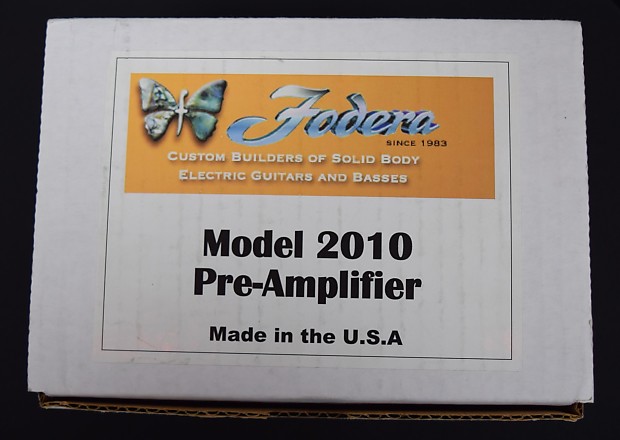 Fodera
SINCE 1983
CUSTOM BUILDERS OF SOLID BODY
ELECTRIC GUITARS AND BASSES
Model 2010
Pre-Amplifier
Made in the U.S.A